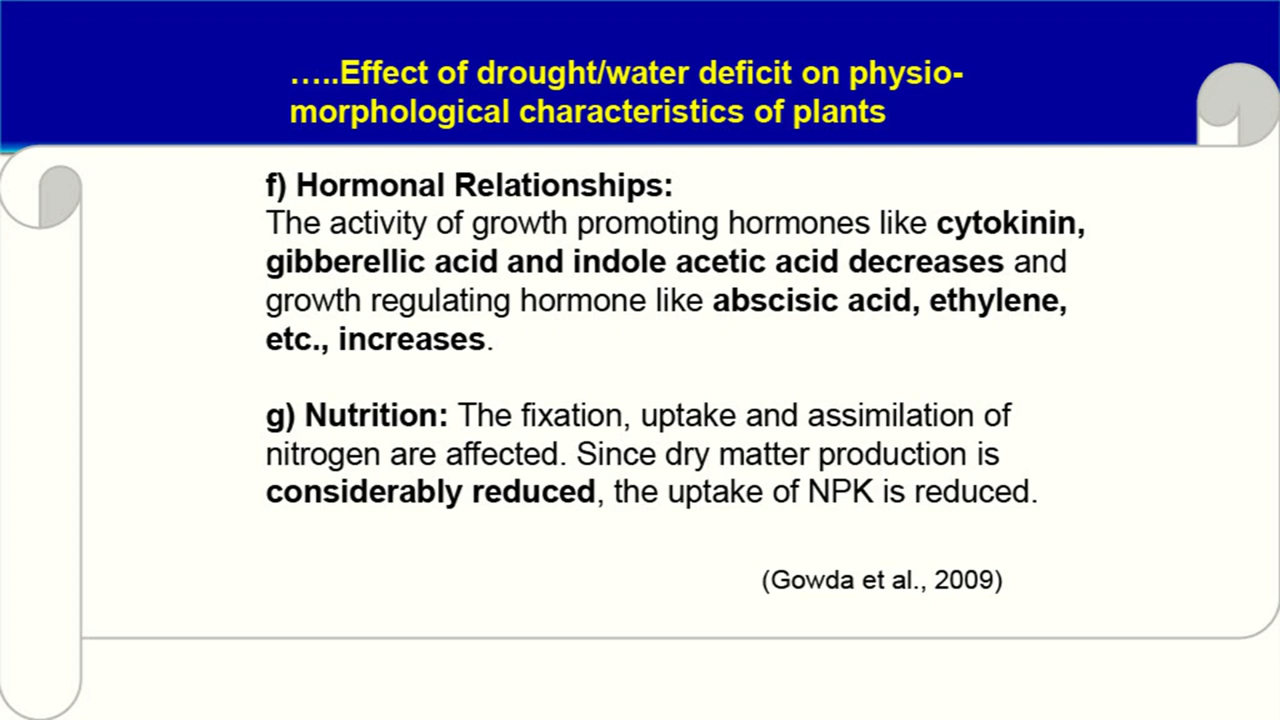 …..Effect of drought/water deficit on physio-
morphological characteristics of plants
f) Hormonal Relationships:
The activity of growth promoting hormones like cytokinin,
gibberellic acid and indole acetic acid decreases and
growth regulating hormone like abscisic acid, ethylene,
etc., increases.
g) Nutrition: The fixation, uptake and assimilation of
nitrogen are affected. Since dry matter production is
considerably reduced, the uptake of NPK is reduced.
(Gowda et al., 2009)